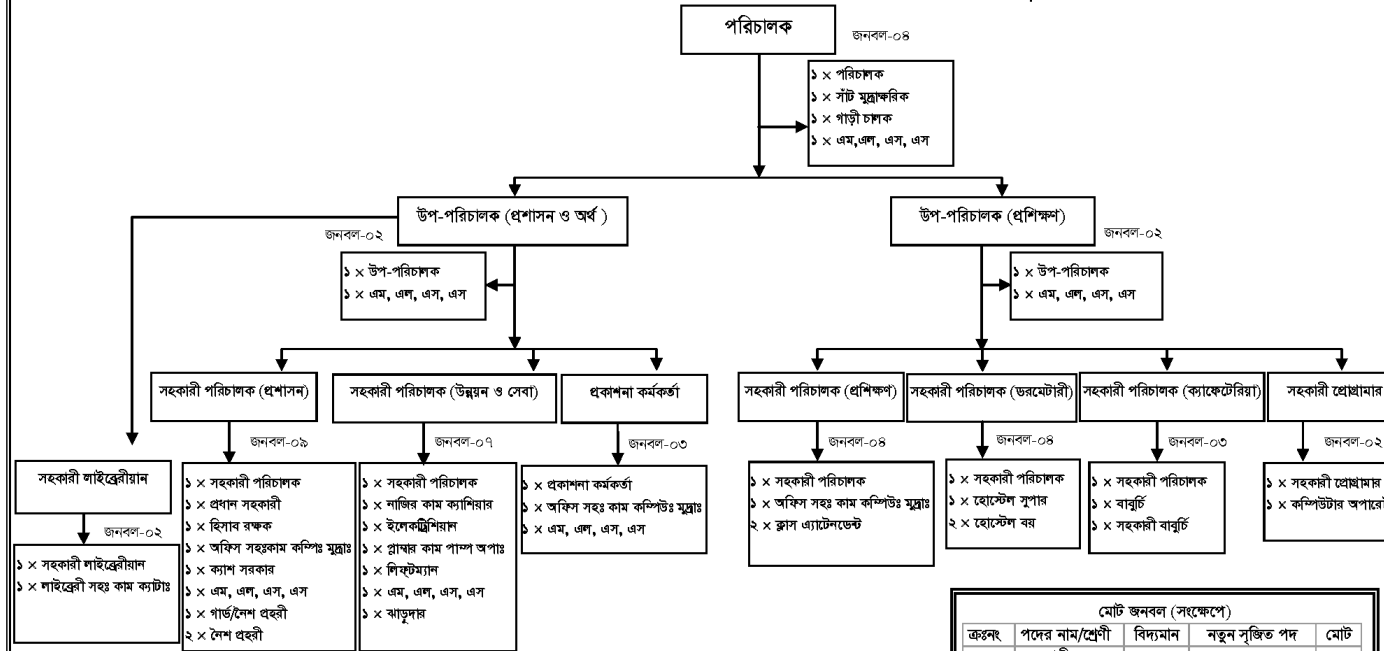 পরিচালক
জনবল-০৪
১ × পরিচালক
১ × সাঁট মুদ্রাক্ষরিক
১ × গাড়ী চালক
১ × এম,এল, এস, এস
উপ-পরিচালক (প্রশাসন ও অর্থ )
জনবল-০২
১ × উপ-পরিচালক
১ × এম, এল, এস, এস
উপ-পরিচালক (প্রশিক্ষণ)
জনবল-০২
১ × উপ-পরিচালক
১ × এম, এল, এস, এস
সহকারী লাইব্রেরীয়ান
জনবল-০২
১ × সহকারী লাইব্রেরীয়ান
১ × লাইব্রেরী সহঃ কাম ক্যাটাঃ
সহকারী পরিচালক (প্রশাসন)
জনবল-০৯
১ × সহকারী পরিচালক
১ × প্রধান সহকারী
১ × হিসাব রক্ষক
১ × অফিস সহঃকাম কম্পিঃ মুদ্রাঃ
১ × ক্যাশ সরকার
১ × এম, এল, এস, এস
১ × গার্ড/নৈশ প্রহরী
২ × নৈশ প্রহরী
সহকারী পরিচালক (উন্নয়ন ও সেবা)
জনবল-০৭
১ × সহকারী পরিচালক
১ × নাজির কাম ক্যাশিয়ার
১ × ইলেকট্রিশিয়ান
১ × প্লাম্বার কাম পাম্প অপাঃ
১ × লিফ্টম্যান
১ × এম, এল, এস, এস
১ × ঝাড়ুদার
প্রকাশনা কর্মকর্তা
জনবল-০৩
১ × প্রকাশনা কর্মকর্তা
১ × অফিস সহঃ কাম কম্পিউঃ মুদ্রাঃ
১ × এম, এল, এস, এস
সহকারী পরিচালক (প্রশিক্ষণ)
জনবল-০৪
১ × সহকারী পরিচালক
১ × অফিস সহঃ কাম কম্পিউঃ মুদ্রাঃ
২ × ক্লাস এ্যাটেনডেন্ট
সহকারী পরিচালক (ডরমেটারী)
জনবল-০৪
১ × সহকারী পরিচালক
১ × হোস্টেল সুপার
২ × হোস্টেল বয়
সহকারী পরিচালক (ক্যাফেটেরিয়া)
জনবল-০৩
১ × সহকারী পরিচালক
১ × বাবুর্চি
১ × সহকারী বাবুর্চি
সহকারী প্রোগ্রামার
জনবল-০২
১ × সহকারী প্রোগ্রামার
১ × কম্পিউটার
মোট জনবল (সংক্ষেপে)
ক্রঃনং পদের নাম/শ্রেণী বিদ্যমান নতুন সৃজিত পদ মোট